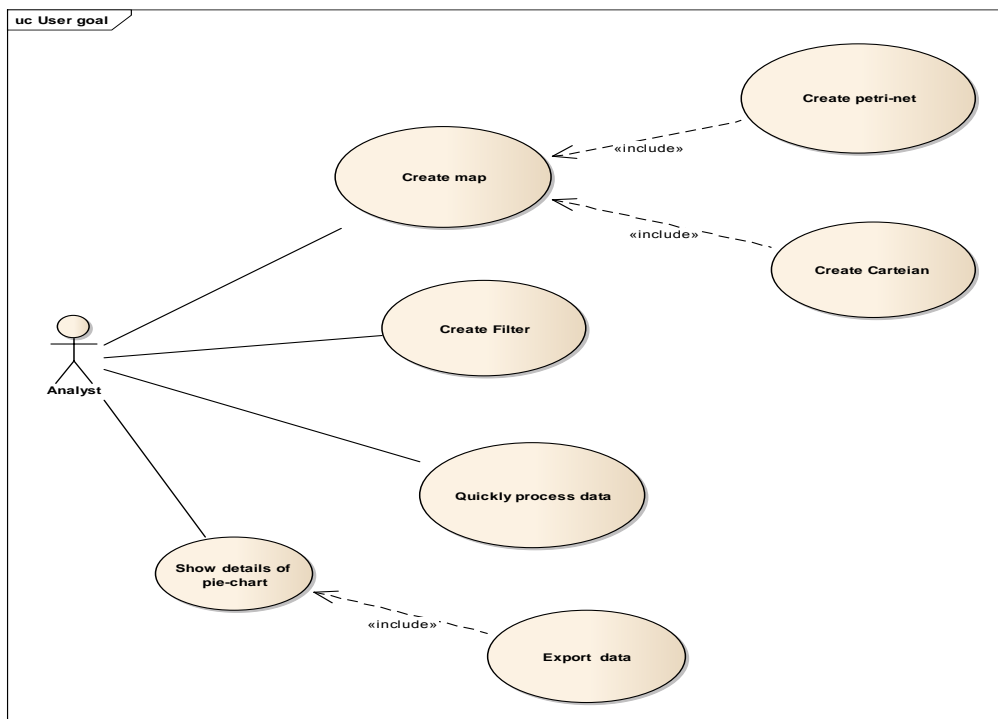 uc User goal
Create petri-net
«include»
Create map
«include»
Create Carteian
Create Filter
Analyst
Quickly process data
Show details of
pie-chart
«include»
Export data